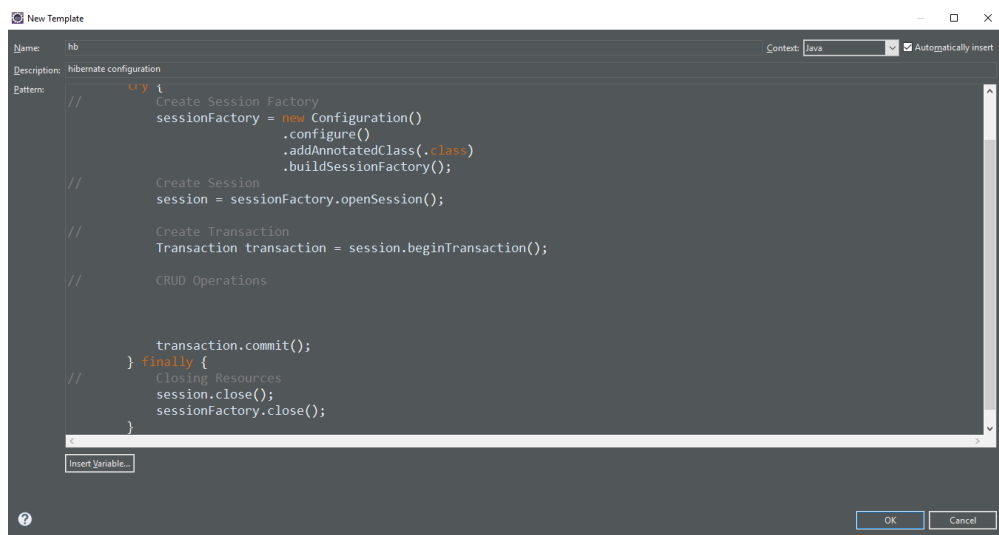 New Template
Name: hb Context: Java Automatically insert
Description: hibernate configuration
Pattern: try {
// Create Session Factory
sessionFactory = new Configuration()
.configure()
.addAnnotatedClass(.class)
.buildSessionFactory();
// Create Session
session = sessionFactory.openSession();
// Create Transaction
Transaction transaction = session.beginTransaction();
// CRUD Operations
transaction.commit();
} finally {
// Closing Resources
session.close();
sessionFactory.close();
}
Insert Variable...
OK Cancel